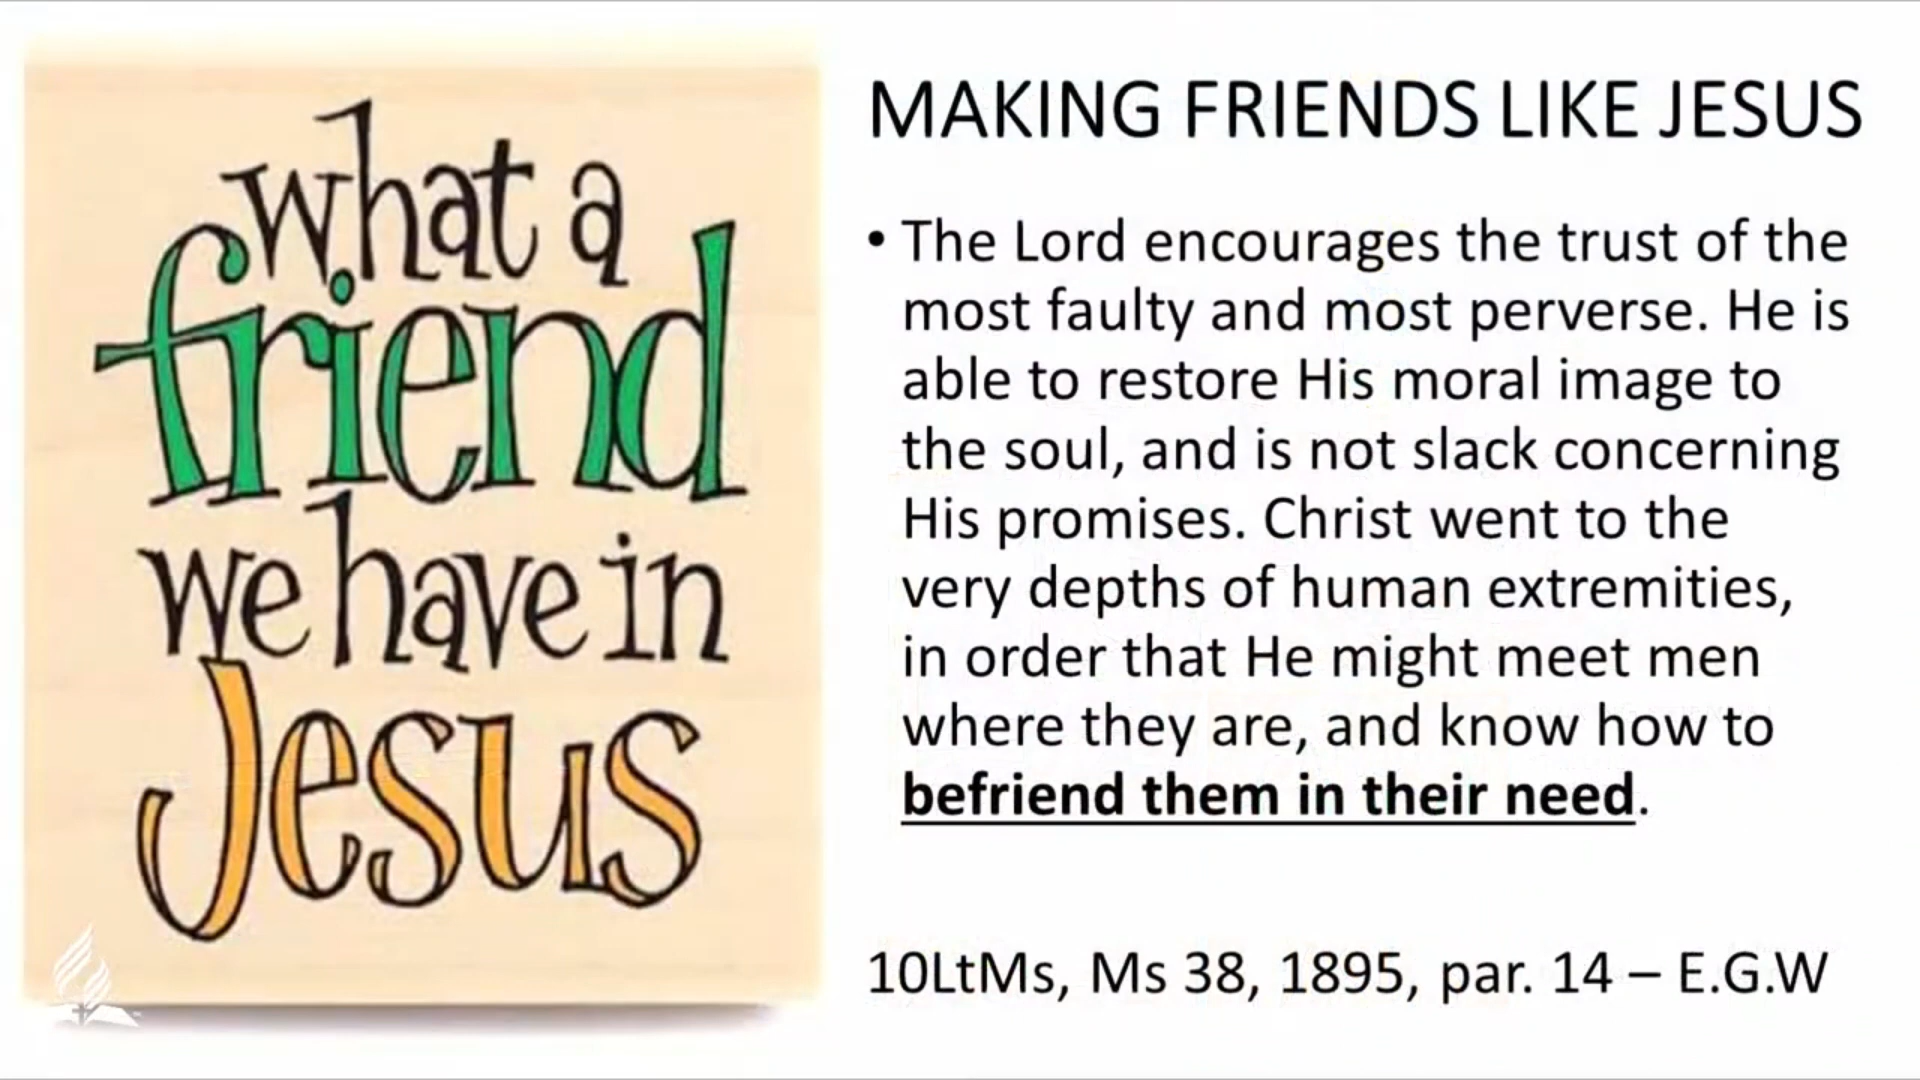 what a
friend
we have in
Jesus
MAKING FRIENDS LIKE JESUS
• The Lord encourages the trust of the
most faulty and most perverse. He is
able to restore His moral image to
the soul, and is not slack concerning
His promises. Christ went to the
very depths of human extremities,
in order that He might meet men
where they are, and know how to
befriend them in their need.
10LtMs, Ms 38, 1895, par. 14 – E.G.W